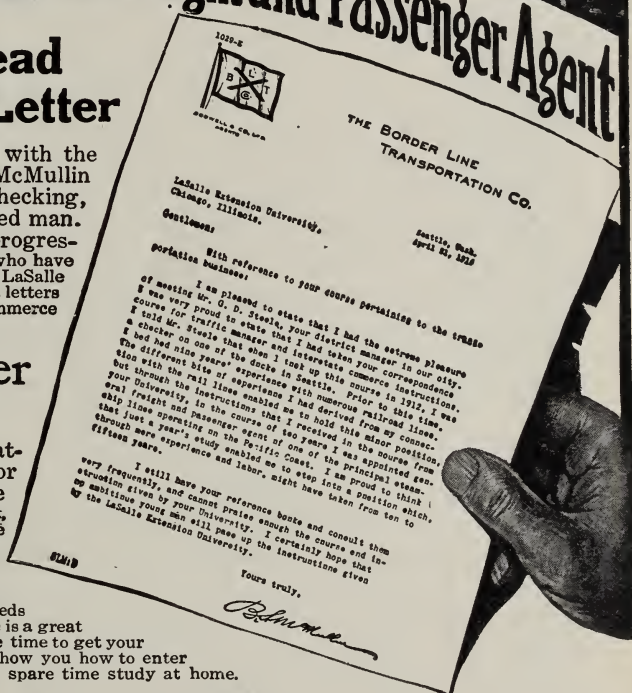 Passenger Agent
ead
Letter
with the
McMullin
hecking,
ed man.
rogres-
who have
LaSalle
letters
mmerce
er
at-
or
e
eds
is a great
time to get your
how you how to enter
spare time study at home.
1029-E
B L T Co
DODWELL & CO. LTD.
AGENTS
THE BORDER LINE
TRANSPORTATION CO.
LaSalle Extension University,
Chicago, Illinois.
Seattle, Wash.
April 21,
Gentlemen:
With reference to your course pertaining to the traffic
portation business:
I am pleased to state that I had the extreme pleasure
of meeting Mr. G. D. Steele, your district manager in our city.
I was very proud to state that I had taken your correspondence
course for traffic manager and interstate commerce instructions.
I told Mr. Steele that when I took up this course in 1912, I was
a checker on one of the docks in Seattle. Prior to this time,
I had had nine years' experience with numerous railroad lines.
The different bits of experience I had derived from my connec-
tion with the rail lines enabled me to hold this minor position,
but through the instructions that I received in the course from
your University, in the course of two years I was appointed gen-
eral freight and passenger agent of one of the principal steam-
ship lines operating on the Pacific Coast. I am proud to think
that just a year's study enabled me to step into a position which,
through mere experience and labor, might have taken from ten to
fifteen years.
I still have your reference books and consult them
very frequently, and cannot praise enough the course and in-
struction given by your University. I certainly hope that
no ambitious young man will pass up the instructions given
by the LaSalle Extension University.
Yours truly,